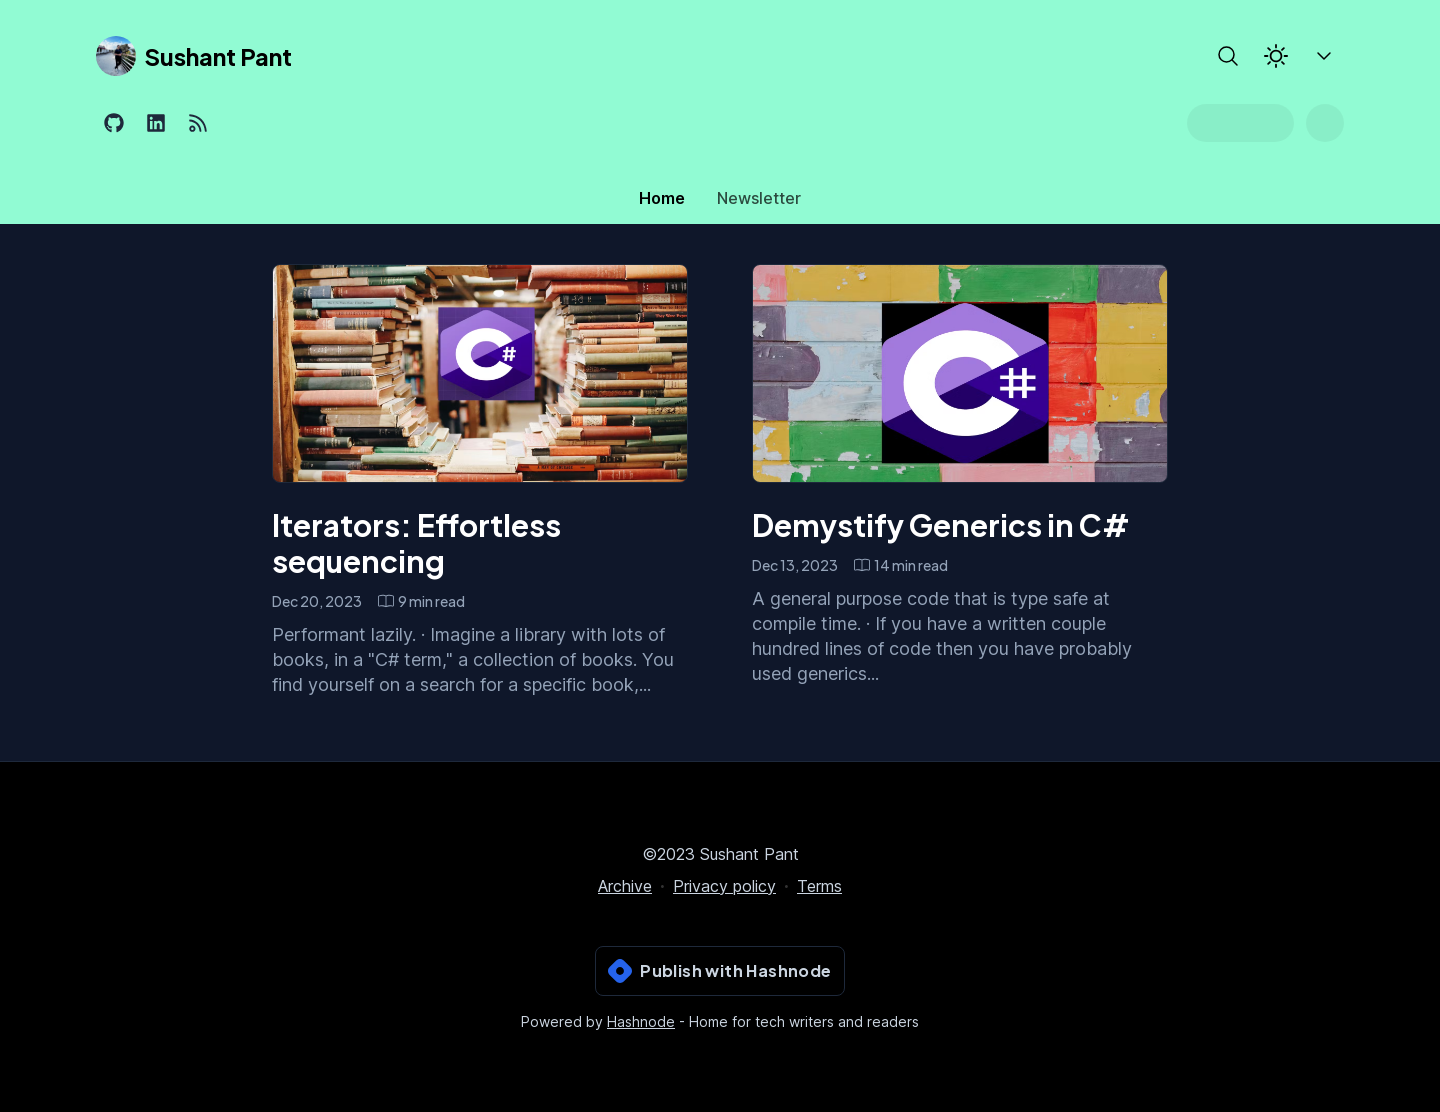 Sushant Pant
Home
Newsletter
Iterators: Effortless
sequencing
Dec 20, 2023
9 min read
Performant lazily. · Imagine a library with lots of
books, in a "C# term," a collection of books. You
find yourself on a search for a specific book,...
Demystify Generics in C#
Dec 13, 2023
14 min read
A general purpose code that is type safe at
compile time. · If you have a written couple
hundred lines of code then you have probably
used generics...
©2023 Sushant Pant
Archive · Privacy policy · Terms
Publish with Hashnode
Powered by Hashnode - Home for tech writers and readers